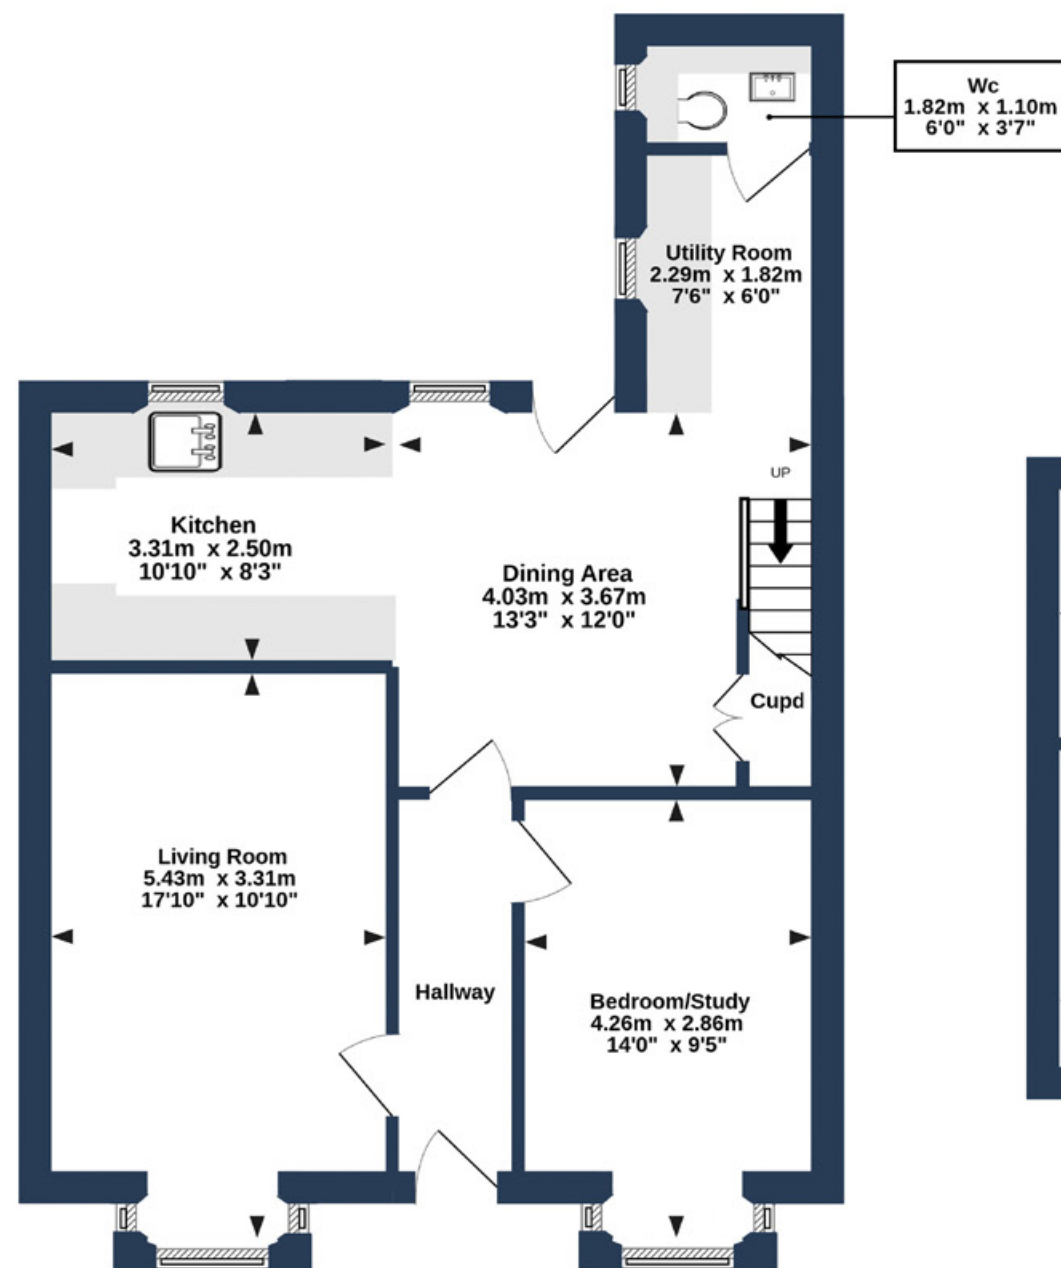 Wc
1.82m x 1.10m
6'0" x 3'7"
Utility Room
2.29m x 1.82m
7'6" x 6'0"
UP
Kitchen
3.31m x 2.50m
10'10" x 8'3"
Dining Area
4.03m x 3.67m
13'3" x 12'0"
Cupd
Living Room
5.43m x 3.31m
17'10" x 10'10"
Hallway
Bedroom/Study
4.26m x 2.86m
14'0" x 9'5"